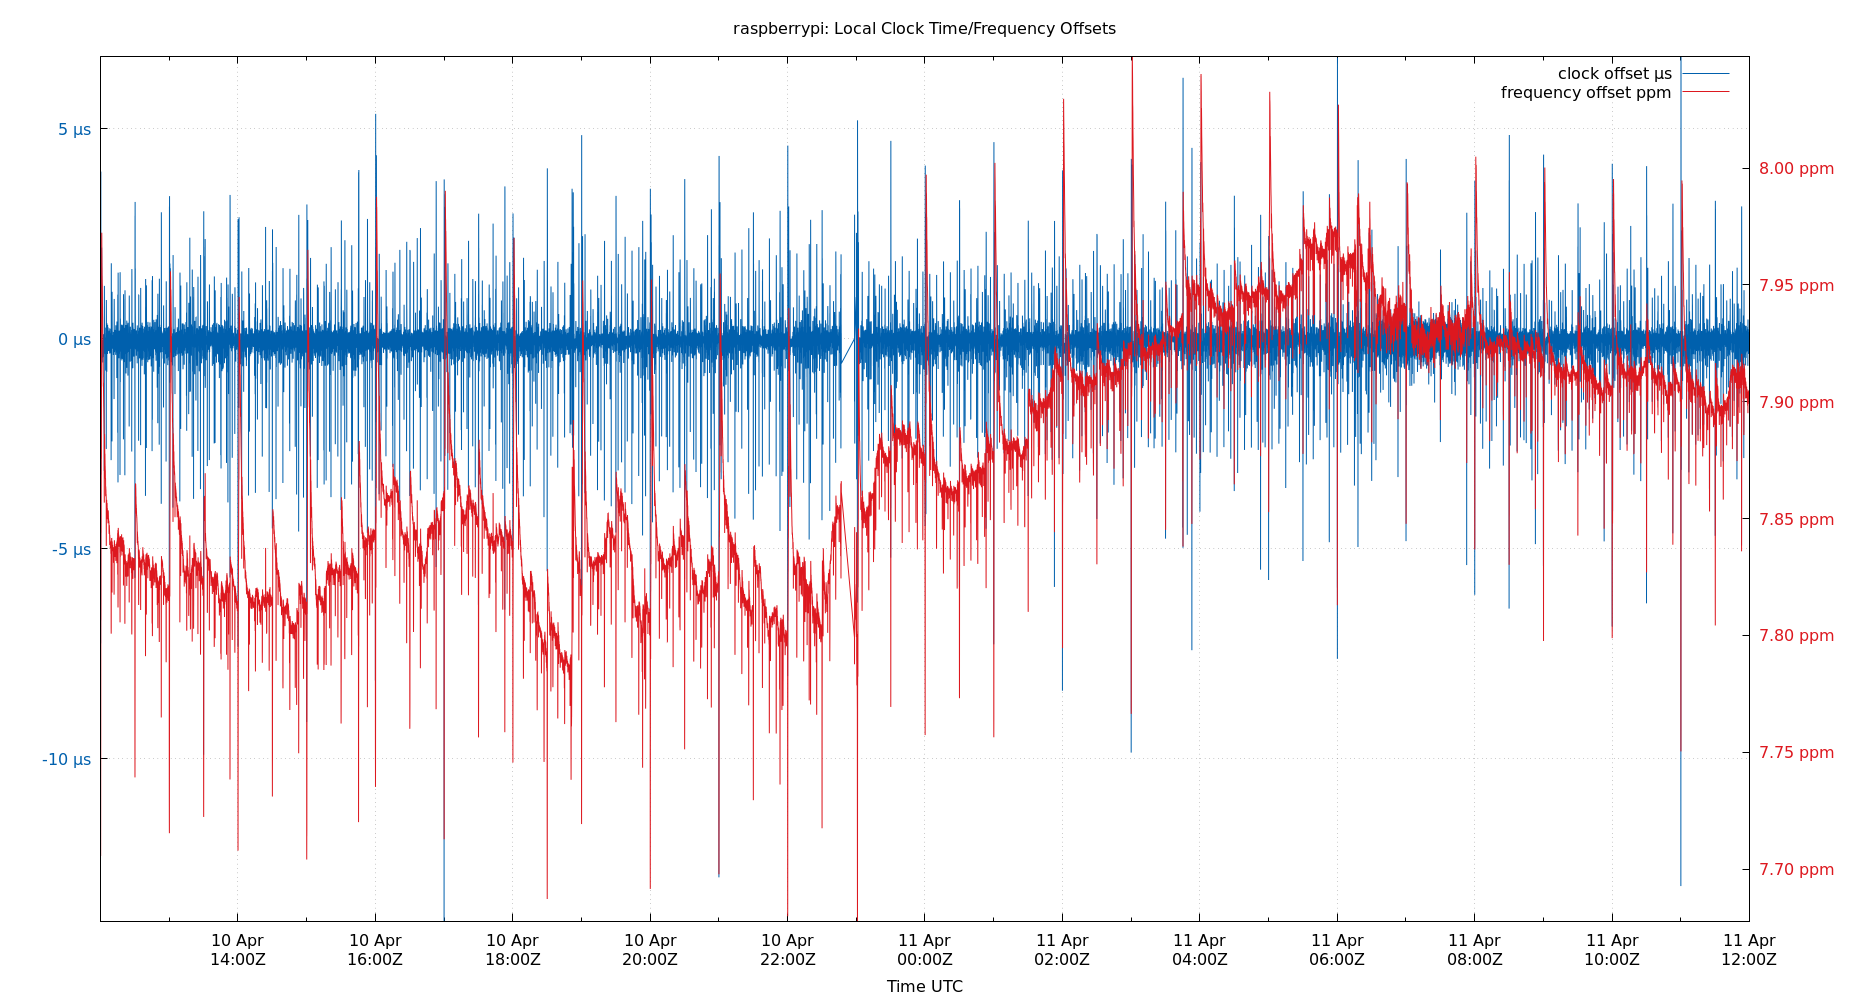 raspberrypi: Local Clock Time/Frequency Offsets
clock offset µs
frequency offset ppm
5 µs
0 µs
-5 µs
-10 µs
8.00 ppm
7.95 ppm
7.90 ppm
7.85 ppm
7.80 ppm
7.75 ppm
7.70 ppm
10 Apr
14:00Z
10 Apr
16:00Z
10 Apr
18:00Z
10 Apr
20:00Z
10 Apr
22:00Z
11 Apr
00:00Z
11 Apr
02:00Z
11 Apr
04:00Z
11 Apr
06:00Z
11 Apr
08:00Z
11 Apr
10:00Z
11 Apr
12:00Z
Time UTC